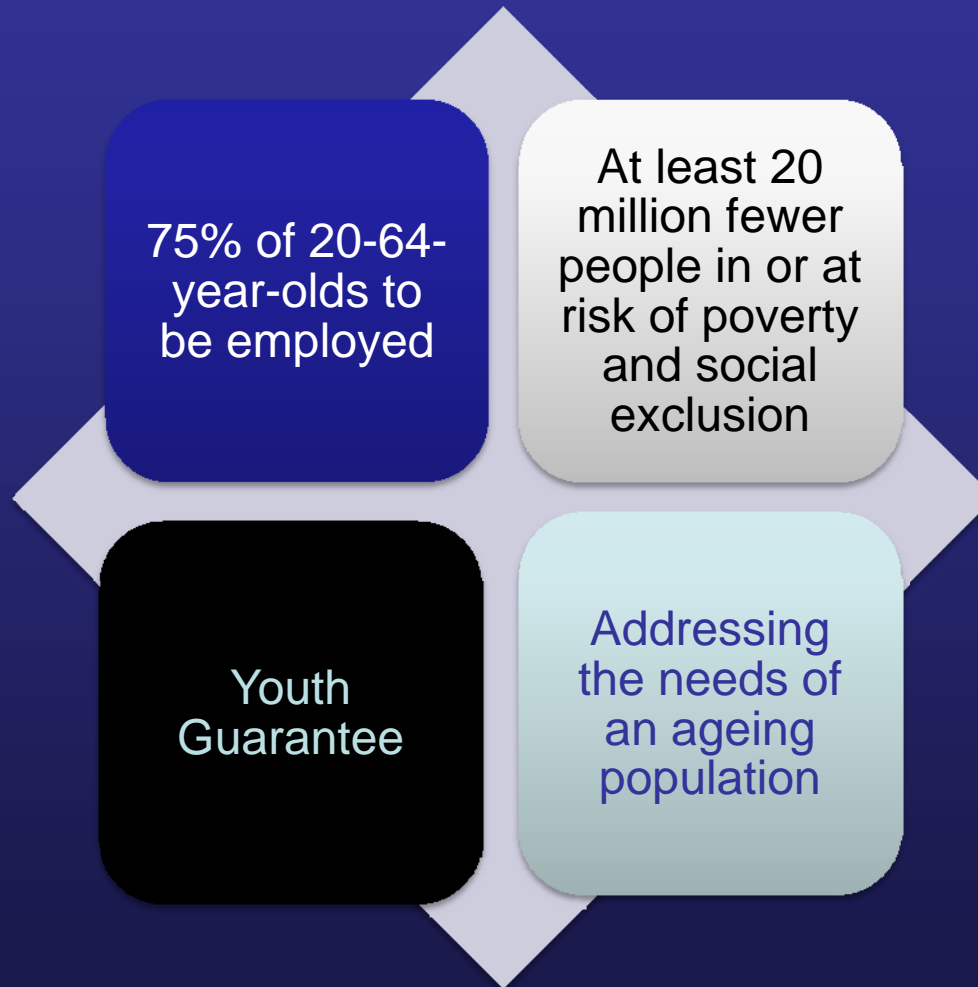 75% of 20-64-
year-olds to
be employed
At least 20
million fewer
people in or at
risk of poverty
and social
exclusion
Youth
Guarantee
Addressing
the needs of
an ageing
population